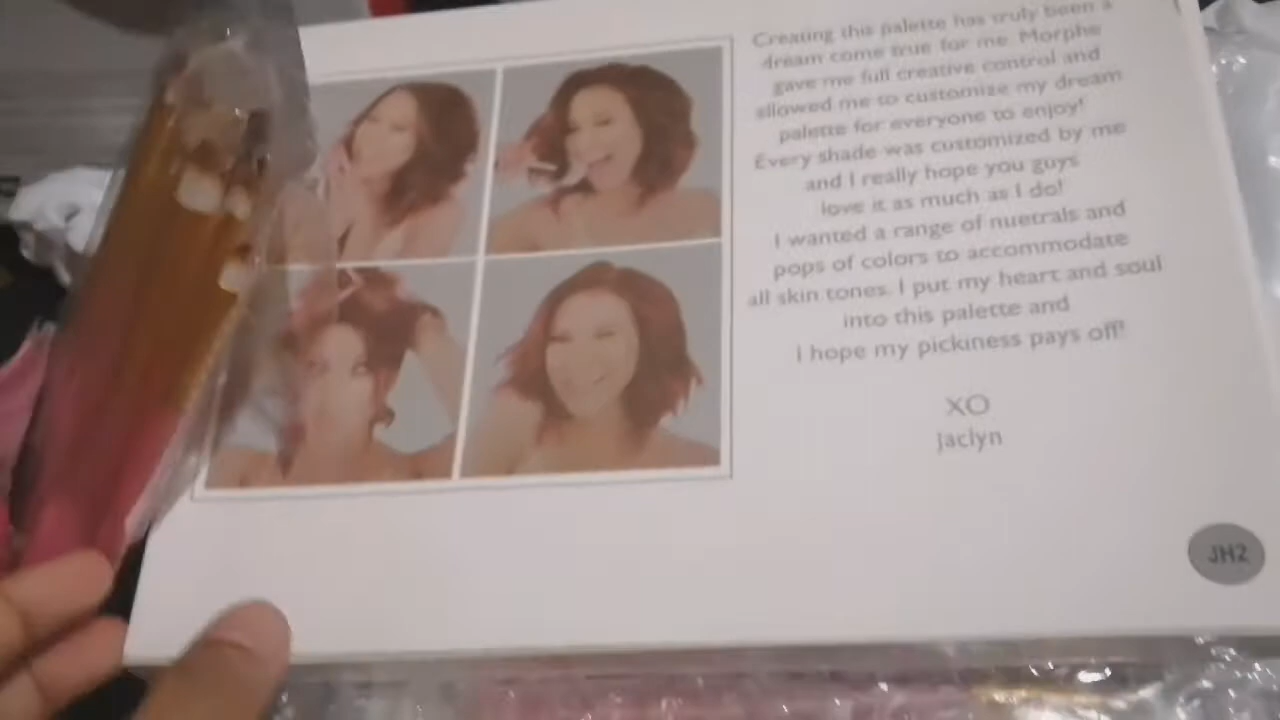 Creating this palette has truly been a
dream come true for me. Morphe
gave me full creative control and
allowed me to customize my dream
palette for everyone to enjoy!
Every shade was customized by me
and I really hope you guys
love it as much as I do!
I wanted a range of nuetrals and
pops of colors to accommodate
all skin tones. I put my heart and soul
into this palette and
I hope my pickiness pays off!
XO
Jaclyn
JH2